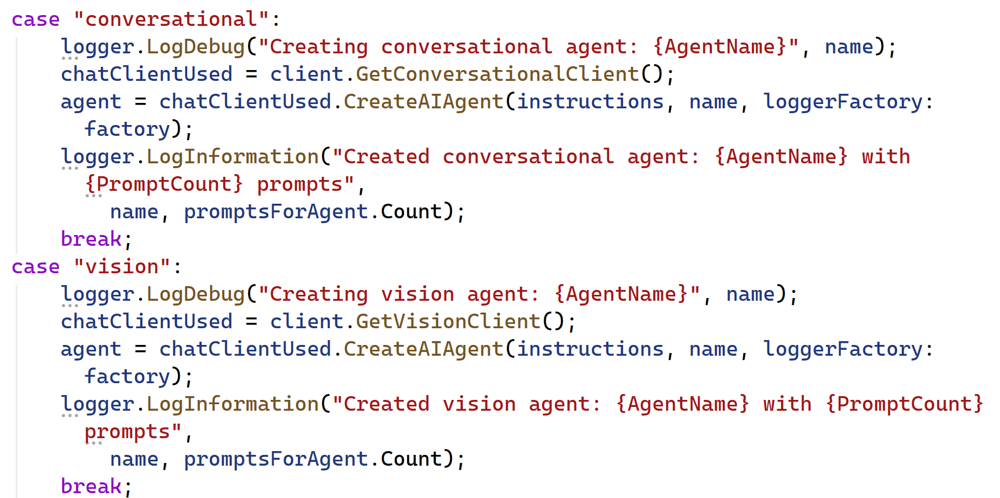 case "conversational":
logger.LogDebug("Creating conversational agent: {AgentName}", name);
chatClientUsed = client.GetConversationalClient();
agent = chatClientUsed.CreateAIAgent(instructions, name, loggerFactory:
factory);
logger.LogInformation("Created conversational agent: {AgentName} with
{PromptCount} prompts",
name, promptsForAgent.Count);
break;
case "vision":
logger.LogDebug("Creating vision agent: {AgentName}", name);
chatClientUsed = client.GetVisionClient();
agent = chatClientUsed.CreateAIAgent(instructions, name, loggerFactory:
factory);
logger.LogInformation("Created vision agent: {AgentName} with {PromptCount}
prompts",
name, promptsForAgent.Count);
break;